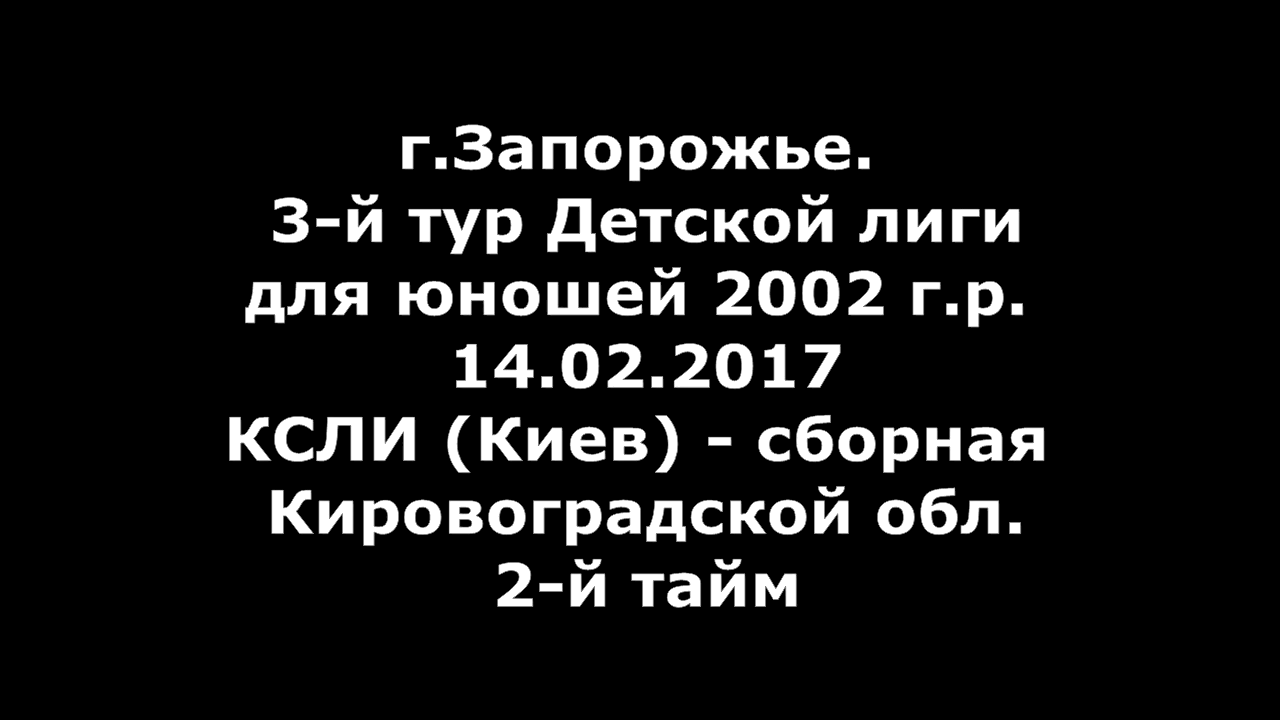 г.Запорожье.
3-й тур Детской лиги
для юношей 2002 г.р.
14.02.2017
КСЛИ (Киев) - сборная
Кировоградской обл.
2-й тайм